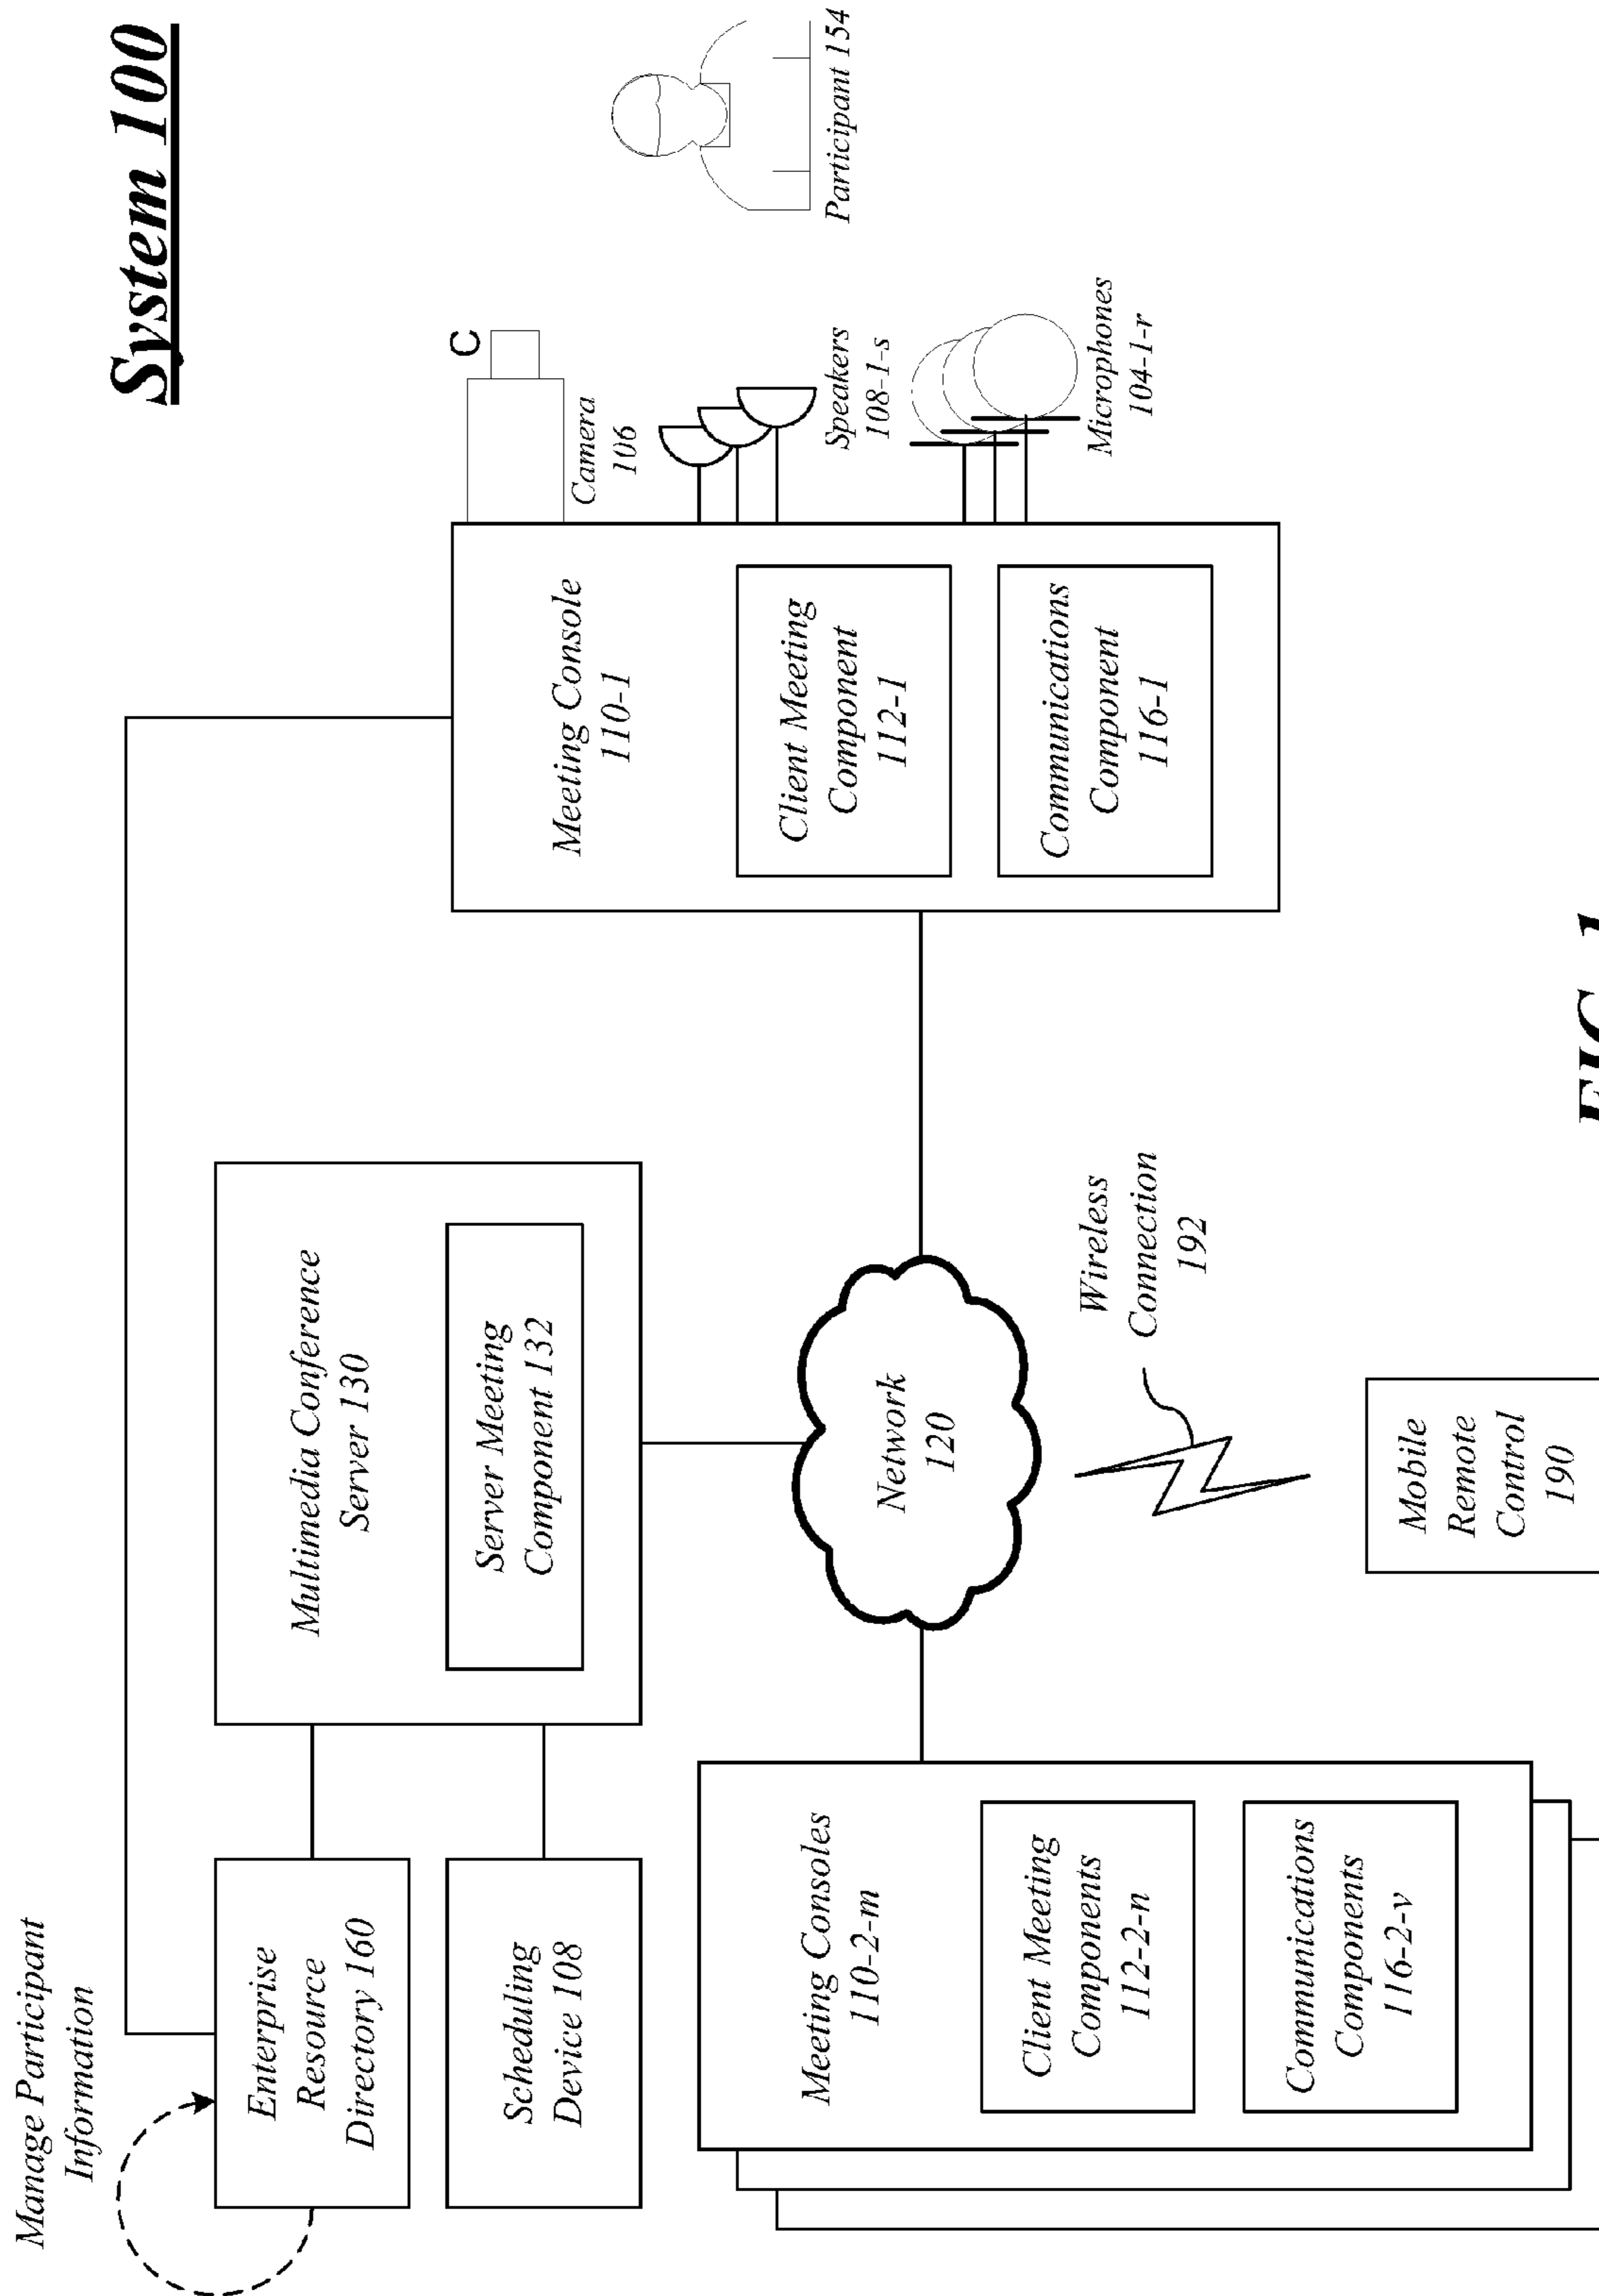 System 100
Manage Participant
Information
Enterprise
Resource
Directory 160
Scheduling
Device 108
Multimedia Conference
Server 130
Server Meeting
Component 132
Meeting Console
110-1
Client Meeting
Component
112-1
Communications
Component
116-1
C
Camera
106
Speakers
108-1-s
Microphones
104-1-r
Participant 154
Network
120
Wireless
Connection
192
Mobile
Remote
Control
190
Meeting Consoles
110-2-m
Client Meeting
Components
112-2-n
Communications
Components
116-2-v
FIG. 1